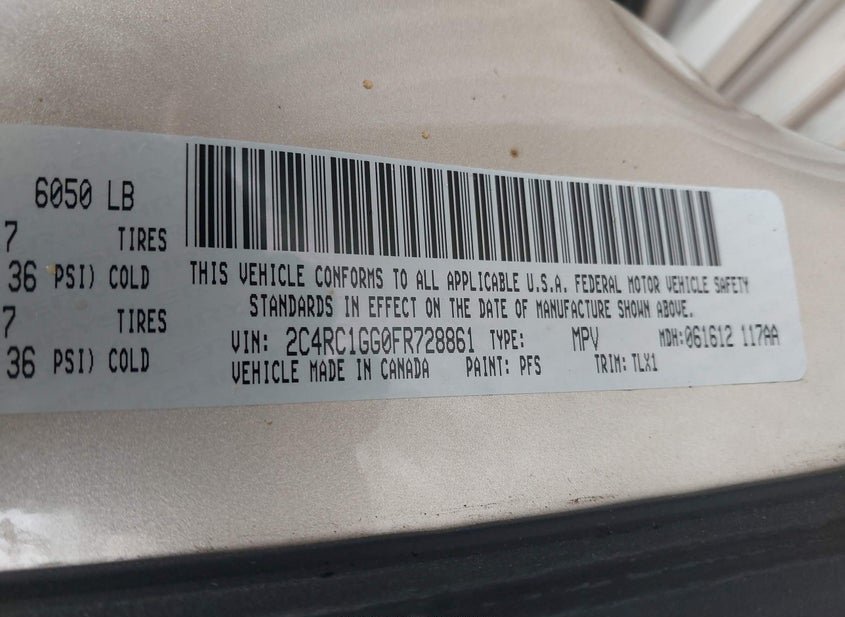 6050 LB
7 TIRES
36 PSI) COLD
7 TIRES
36 PSI) COLD
THIS VEHICLE CONFORMS TO ALL APPLICABLE U.S.A. FEDERAL MOTOR VEHICLE SAFETY
STANDARDS IN EFFECT ON THE DATE OF MANUFACTURE SHOWN ABOVE.
VIN: 2C4RC1GG0FR728861 TYPE: MPV MDH:061612 117AA
VEHICLE MADE IN CANADA PAINT: PFS TRIM: TLX1